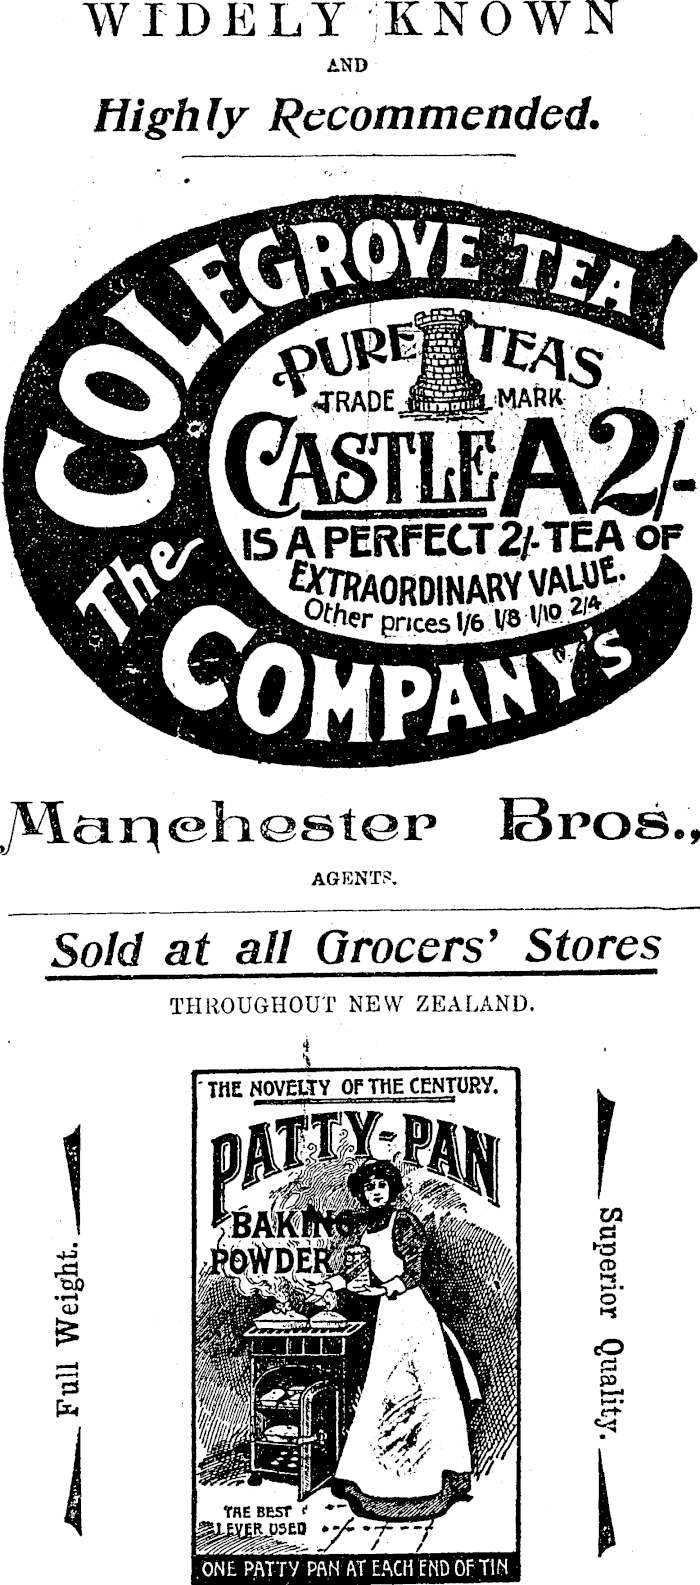 WIDELY KNOWN
AND
Highly Recommended.
The COLEGROVE TEA
COMPANY'S
PURE TEAS
TRADE MARK
CASTLE A 2/-
IS A PERFECT 2/- TEA OF
EXTRAORDINARY VALUE.
Other prices 1/6 1/8 1/10 2/4
Manchester Bros.,
AGENTS.
Sold at all Grocers' Stores
THROUGHOUT NEW ZEALAND.
Full Weight.
THE NOVELTY OF THE CENTURY.
PATTY-PAN
BAKING
POWDER
THE BEST
I EVER USED
ONE PATTY PAN AT EACH END OF TIN
Superior Quality.